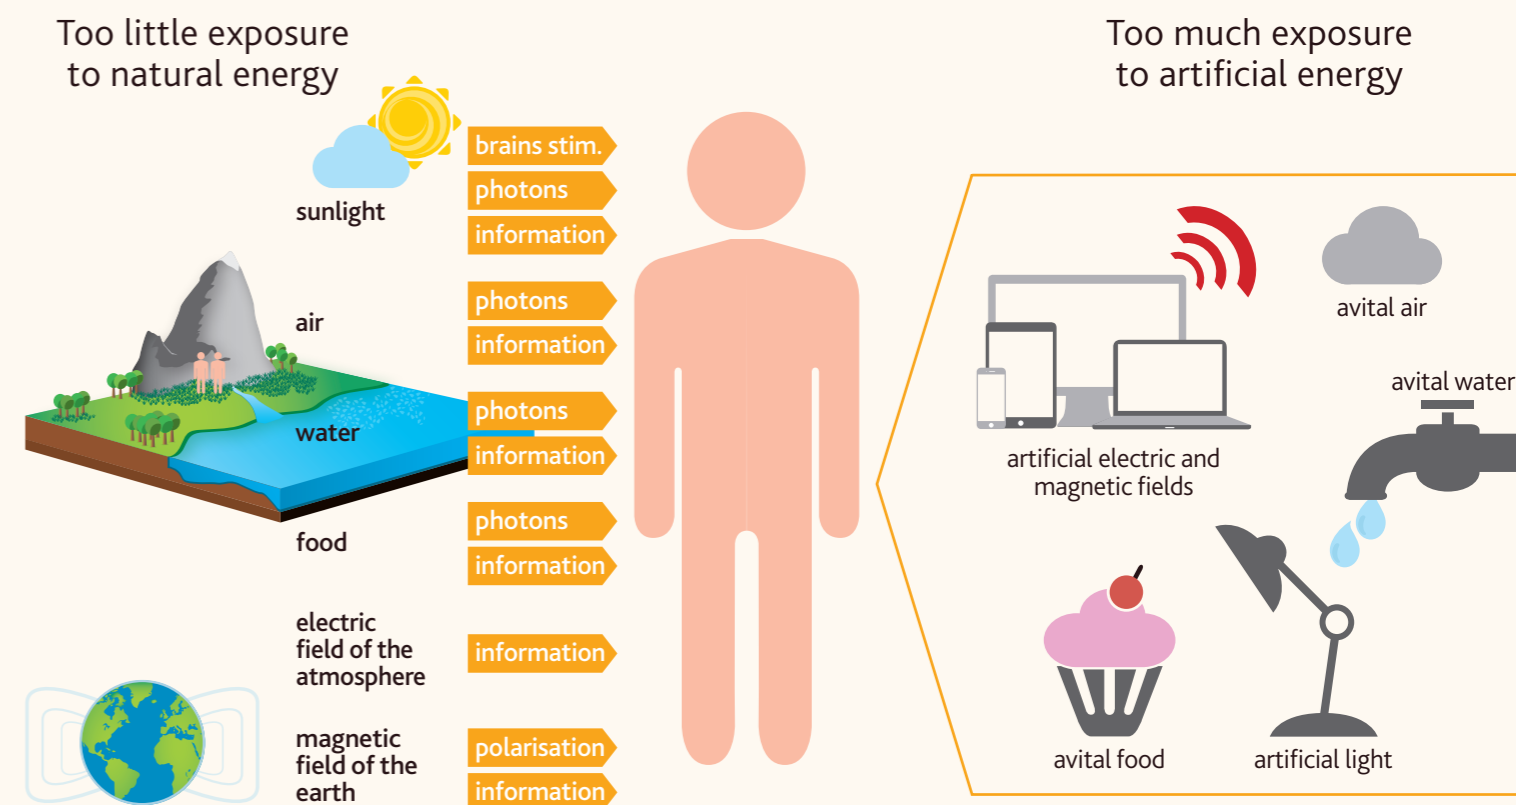 Too little exposure
to natural energy
sunlight
brains stim.
photons
information
air
photons
information
water
photons
information
food
photons
information
electric
field of the
atmosphere
information
magnetic
field of the
earth
polarisation
information
Too much exposure
to artificial energy
avital air
avital water
artificial electric and
magnetic fields
avital food
artificial light